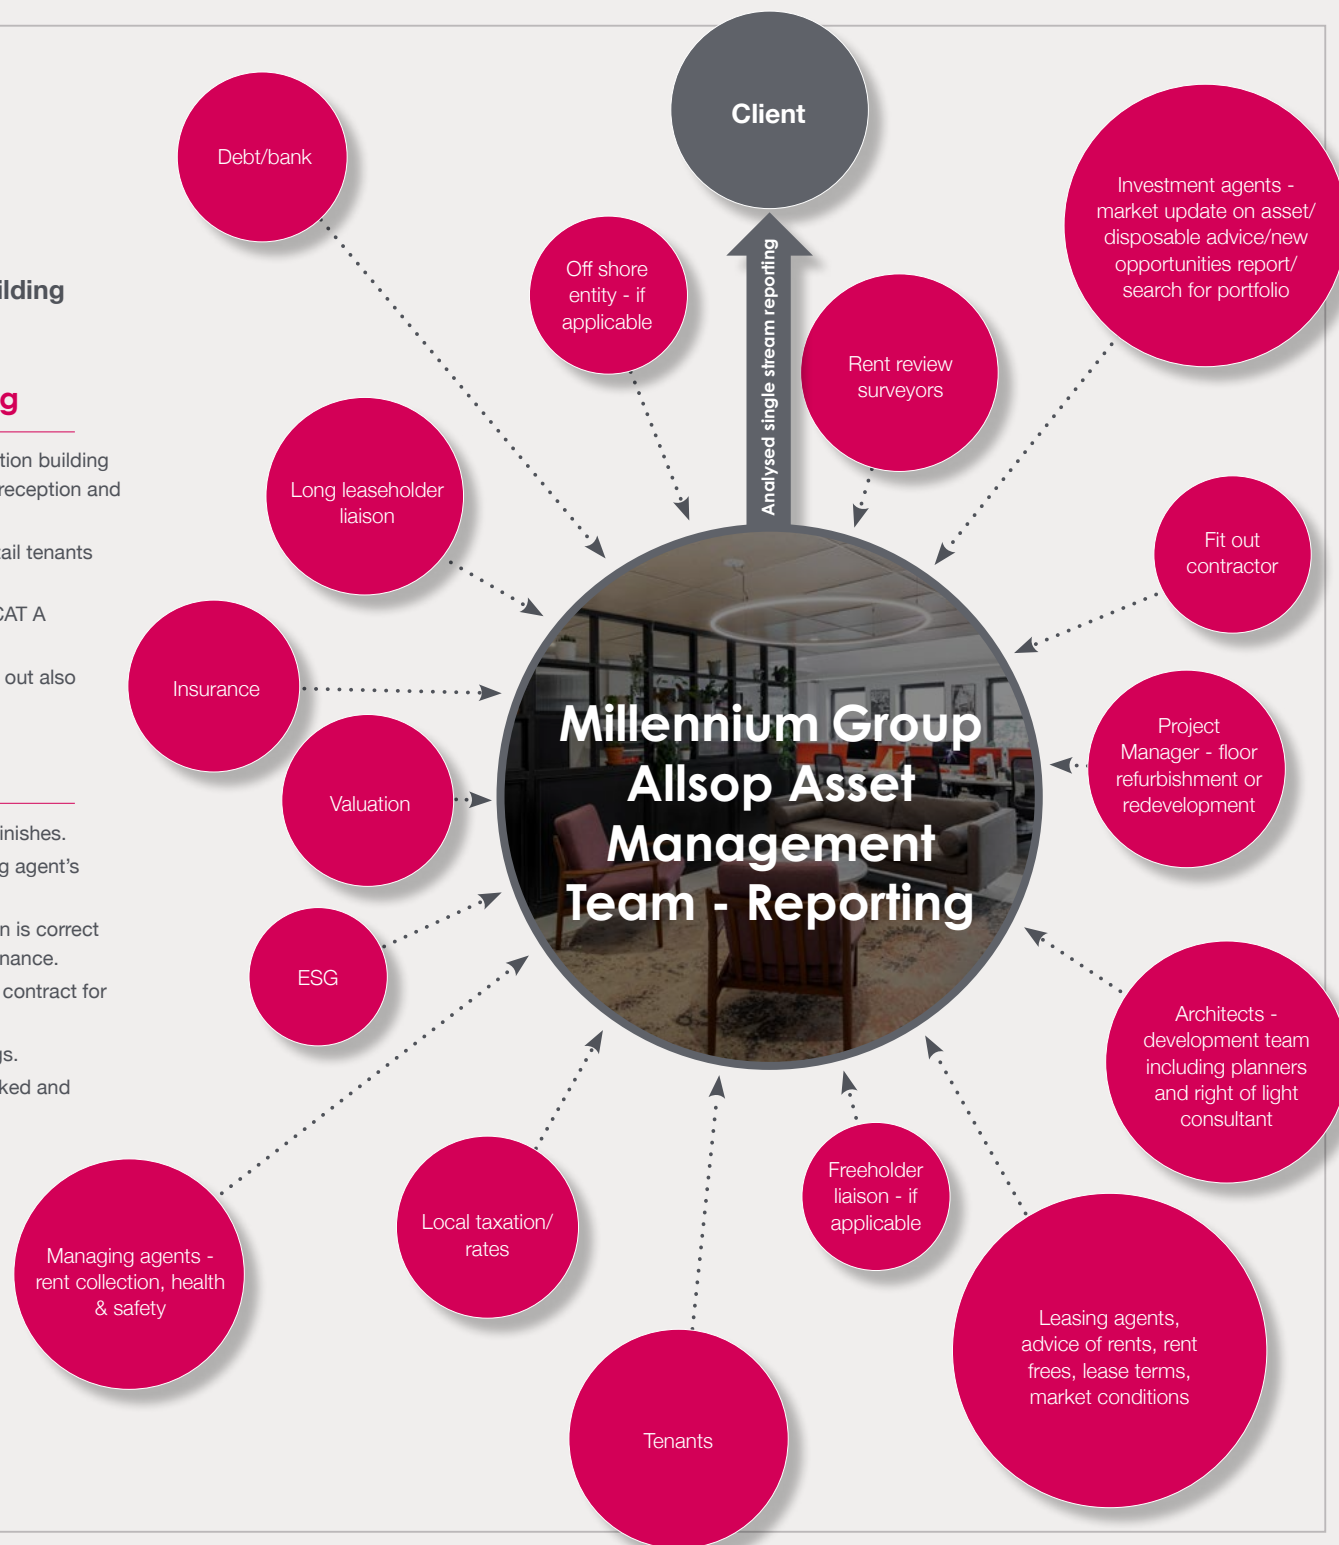 ilding
g
tion building
reception and
ail tenants
CAT A
out also
inishes.
g agent's
n is correct
nance.
contract for
gs.
ked and
Client
Analysed single stream reporting
Debt/bank
Off shore
entity - if
applicable
Rent review
surveyors
Investment agents -
market update on asset/
disposable advice/new
opportunities report/
search for portfolio
Long leaseholder
liaison
Fit out
contractor
Insurance
Project
Manager - floor
refurbishment or
redevelopment
Valuation
Millennium Group
Allsop Asset
Management
Team - Reporting
ESG
Architects -
development team
including planners
and right of light
consultant
Managing agents -
rent collection, health
& safety
Local taxation/
rates
Freeholder
liaison - if
applicable
Tenants
Leasing agents,
advice of rents, rent
frees, lease terms,
market conditions